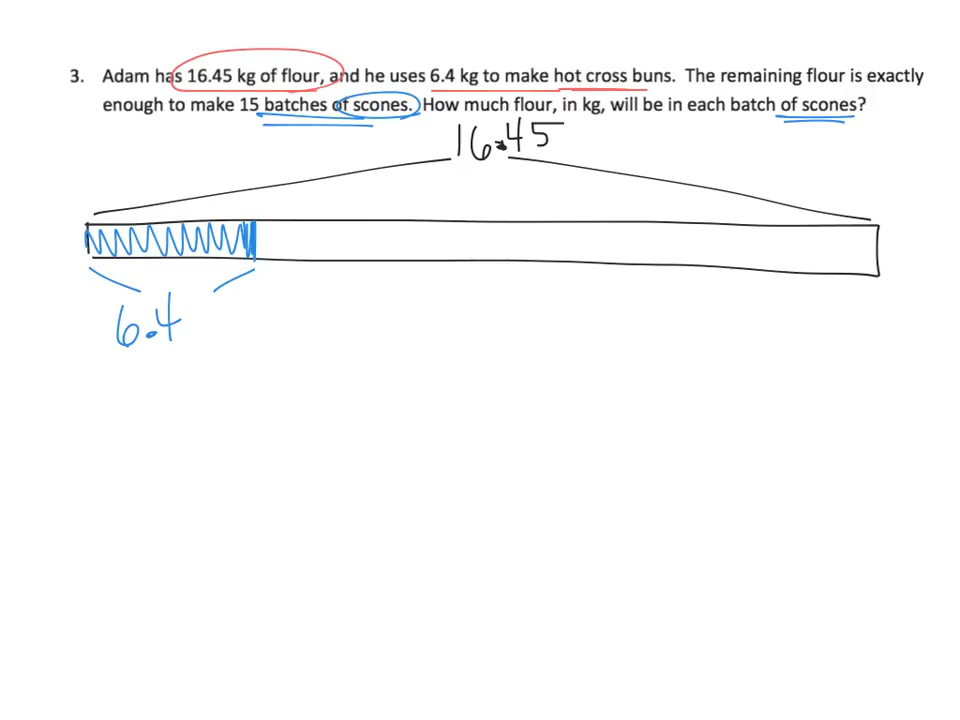 3. Adam has 16.45 kg of flour, and he uses 6.4 kg to make hot cross buns. The remaining flour is exactly
enough to make 15 batches of scones. How much flour, in kg, will be in each batch of scones?
16.45
6.4